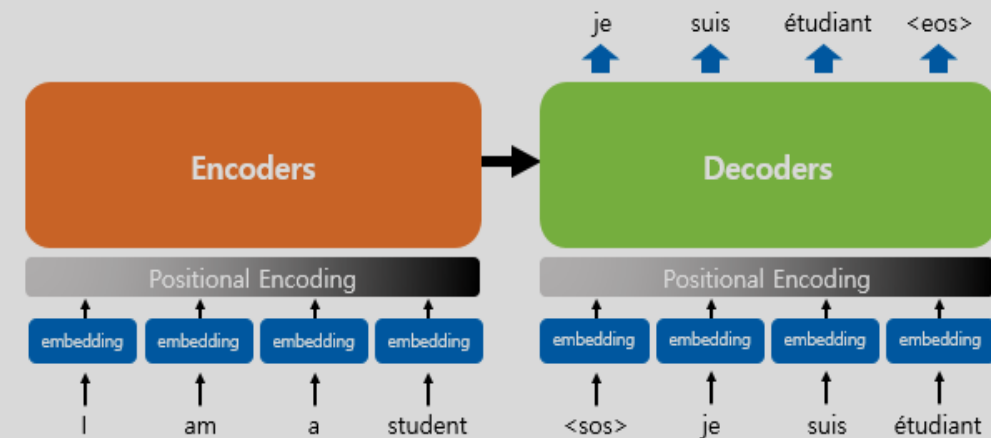 je suis étudiant <eos>
Encoders
Decoders
Positional Encoding
Positional Encoding
embedding embedding embedding embedding
embedding embedding embedding embedding
I am a student
<sos> je suis étudiant